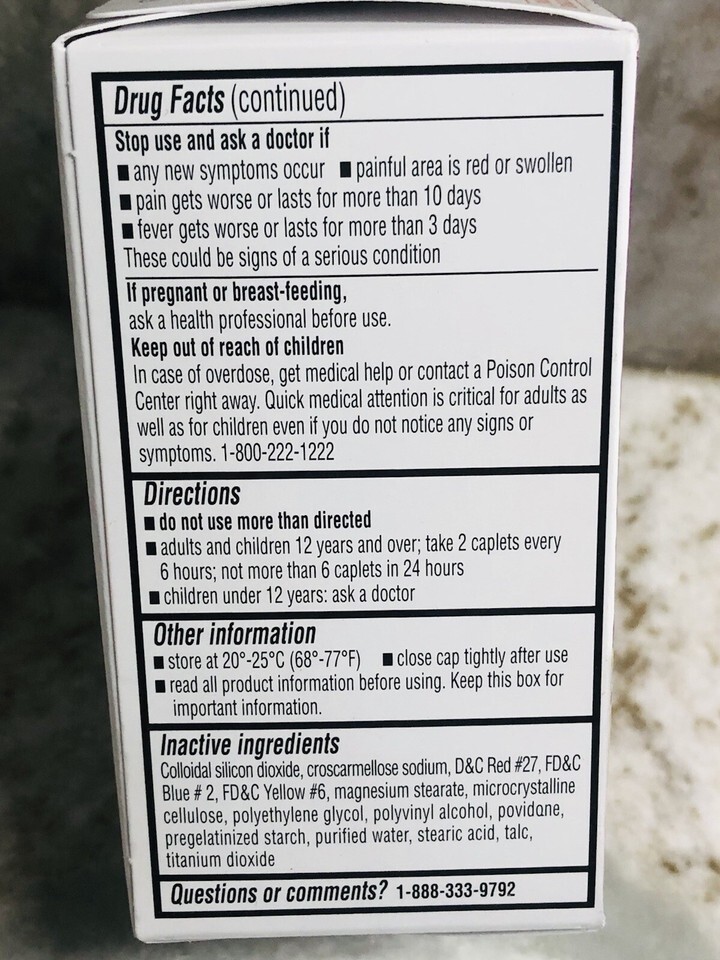 Drug Facts (continued)
Stop use and ask a doctor if
■ any new symptoms occur ■ painful area is red or swollen
■ pain gets worse or lasts for more than 10 days
■ fever gets worse or lasts for more than 3 days
These could be signs of a serious condition
If pregnant or breast-feeding,
ask a health professional before use.
Keep out of reach of children
In case of overdose, get medical help or contact a Poison Control
Center right away. Quick medical attention is critical for adults as
well as for children even if you do not notice any signs or
symptoms. 1-800-222-1222
Directions
■ do not use more than directed
■ adults and children 12 years and over; take 2 caplets every
6 hours; not more than 6 caplets in 24 hours
■ children under 12 years: ask a doctor
Other information
■ store at 20°-25°C (68°-77°F) ■ close cap tightly after use
■ read all product information before using. Keep this box for
important information.
Inactive ingredients
Colloidal silicon dioxide, croscarmellose sodium, D&C Red #27, FD&C
Blue # 2, FD&C Yellow #6, magnesium stearate, microcrystalline
cellulose, polyethylene glycol, polyvinyl alcohol, povidone,
pregelatinized starch, purified water, stearic acid, talc,
titanium dioxide
Questions or comments? 1-888-333-9792